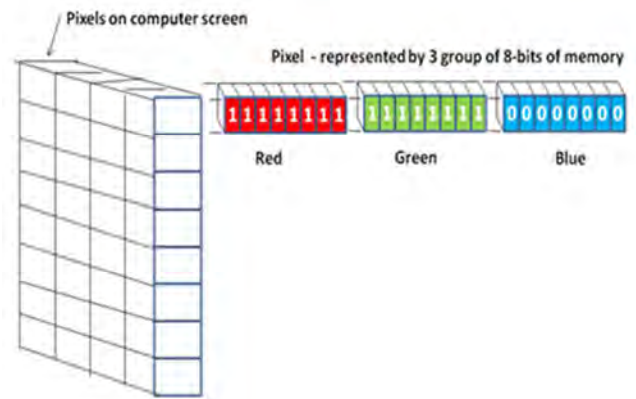 Pixels on computer screen
Pixel - represented by 3 group of 8-bits of memory
11111111 11111111 00000000
Red Green Blue